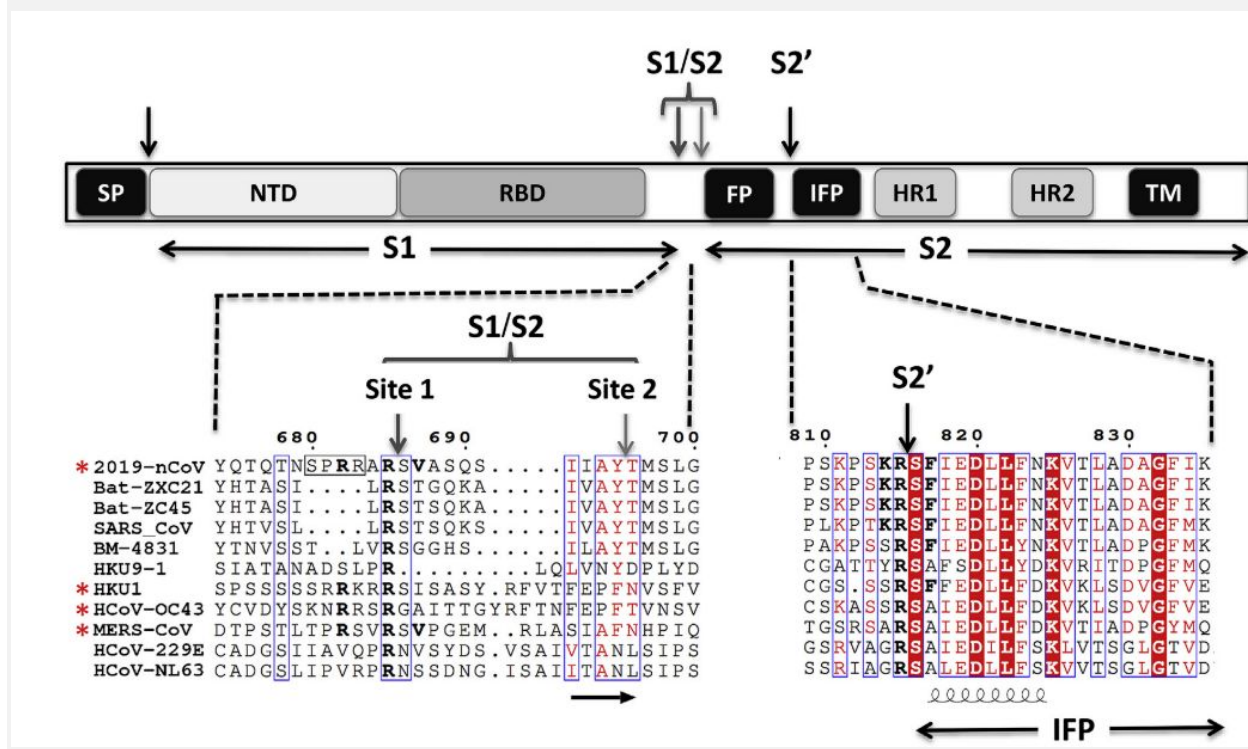 S1/S2 S2’
SP NTD RBD FP IFP HR1 HR2 TM
S1 S2
S1/S2
Site 1 Site 2 S2’
680 690 700 810 820 830
* 2019-nCoV YQTQTNSPRRARSVASQS.....IIAYTMSLG PSKPSKRSFIEDLLFNKVTLADAGFIK
Bat-ZXC21 YHTASI....LRSTGQKA.....IVAYTMSLG PSKPSKRSFIEDLLFNKVTLADAGFIK
Bat-ZC45 YHTASI....LRSTSQKA.....IVAYTMSLG PSKPSKRSFIEDLLFNKVTLADAGFIK
SARS_CoV YHTVSL....LRSTSQKS.....IVAYTMSLG PLKPTKRSFIEDLLFNKVTLADAGFMK
BM-4831 YTNVSST..LVRSGGHS......ILAYTMSLG PAKPSSRSFIEDLLYNKVTLADPGFMK
HKU9-1 SIATANADSLPR.........LQLVNYDPLYD CGATTYRSAFSDLLYDKVRITDPGFMQ
* HKU1 SPSSSSSRRKRRSISASY.RFVTFEPFNVSFV CGS.SSRSFFEDLLFDKVKLSDVGFVE
* HCoV-OC43 YCVDYSKNRRSRGAITTGYRFTNFEPFTVNSV CSKASSRSAIEDLLFDKVKLSDVGFVE
* MERS-CoV DTPSTLTPRSVRSVPGEM..RLASIAFNHPIQ TGSRSARSAIEDLLFDKVTIADPGYMQ
HCoV-229E CADGSIIAVQPRNVSYDS.VSAIVTANLSIPS GSRVAGRSAIEDILFSKLVTSGLGTVD
HCoV-NL63 CADGSLIPVRPRNSSDNG.ISAIITANLSIPS SSRIAGRSALEDLLFSKVVTSGLGTVD
IFP